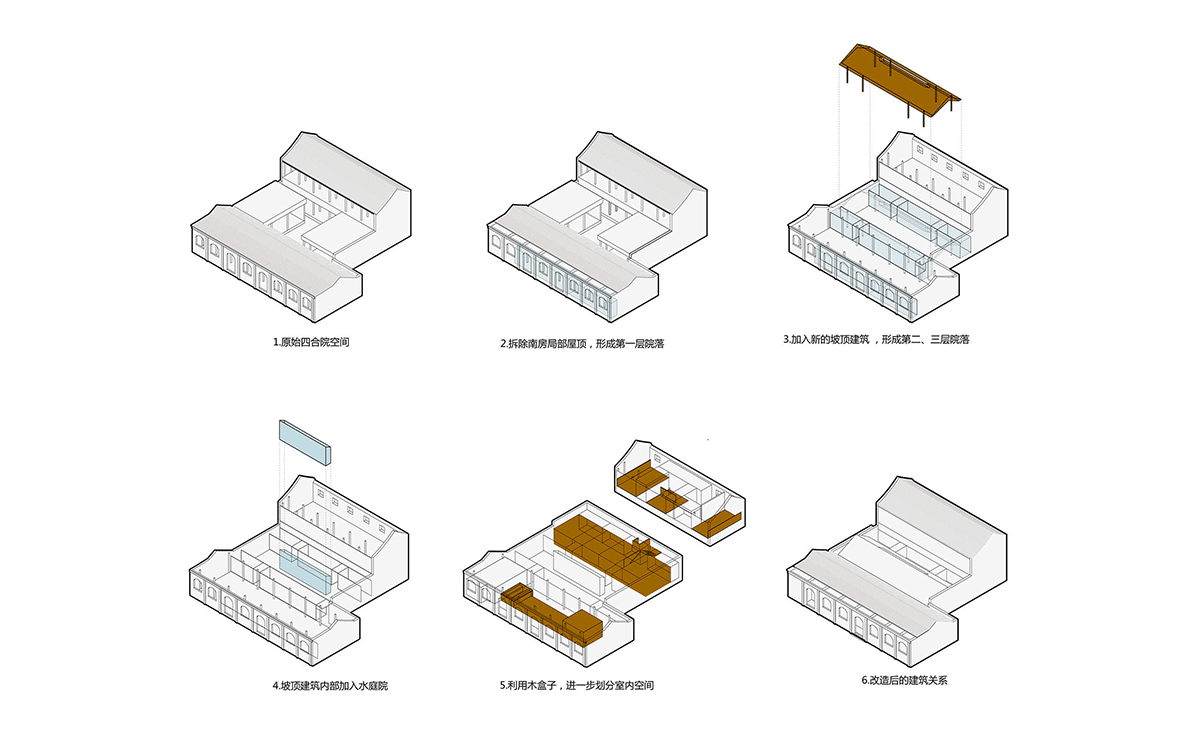 1.原始四合院空间
2.拆除南房局部屋顶，形成第一层院落
3.加入新的坡顶建筑 ，形成第二、三层院落
4.坡顶建筑内部加入水庭院
5.利用木盒子，进一步划分室内空间
6.改造后的建筑关系